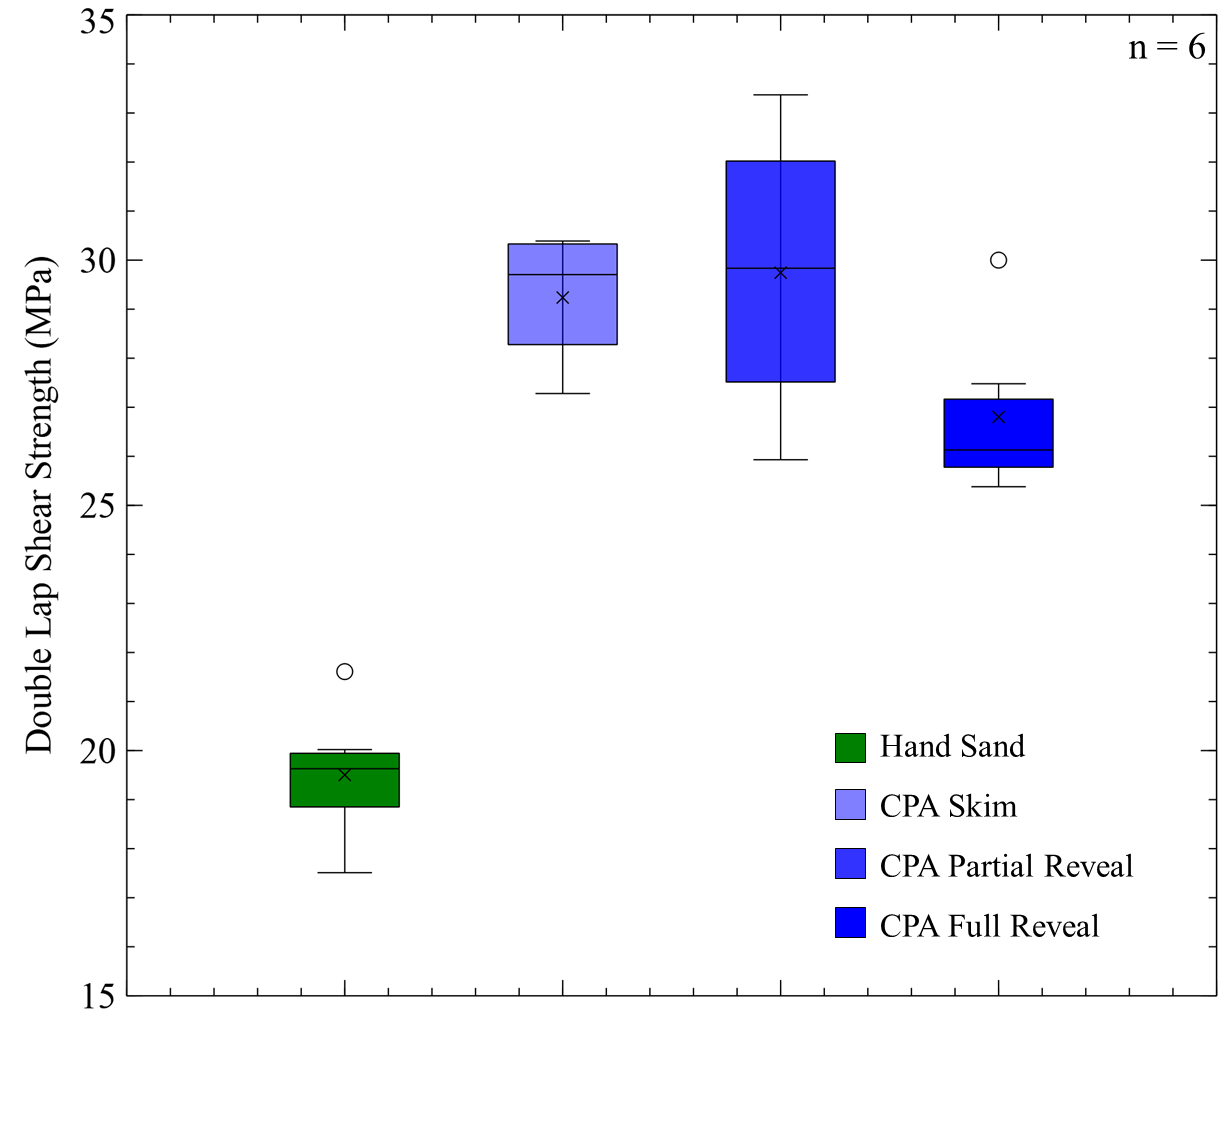 35
n = 6
30
Double Lap Shear Strength (MPa)
25
20
Hand Sand
CPA Skim
CPA Partial Reveal
CPA Full Reveal
15